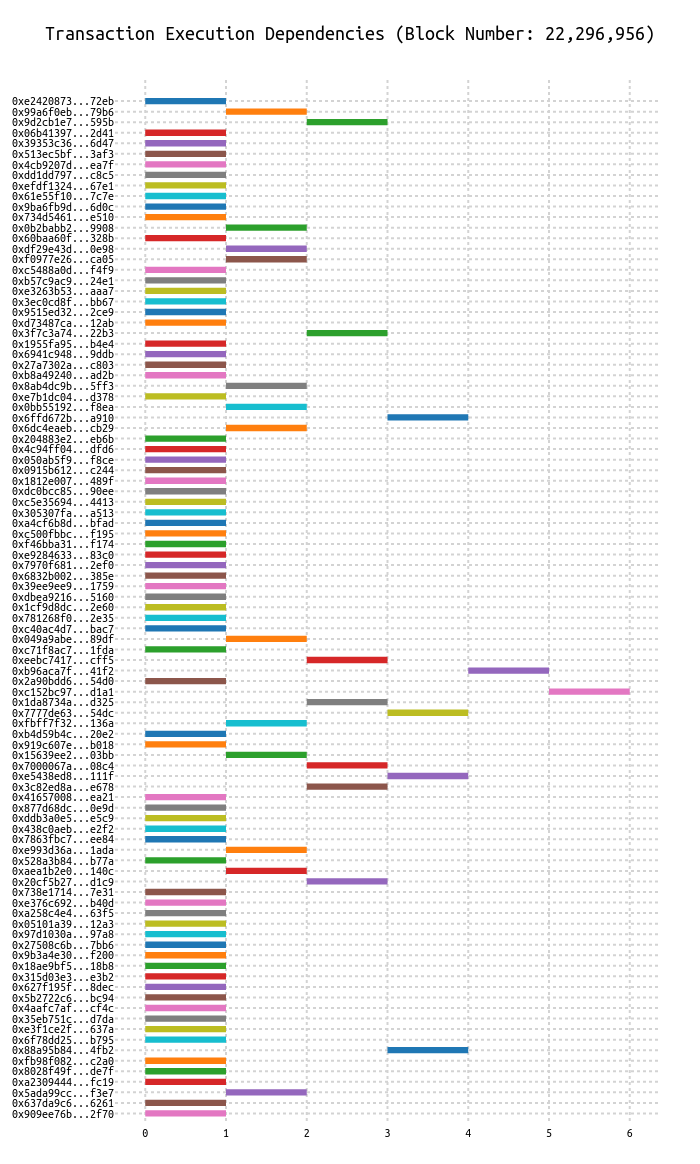 Transaction Execution Dependencies (Block Number: 22,296,956)
0xe2420873...72eb
0x99a6f0eb...79b6
0x9d2cb1e7...595b
0x06b41397...2d41
0x39353c36...6d47
0x513ec5bf...3af3
0x4cb9207d...ea7f
0xdd1dd797...c8c5
0xefdf1324...67e1
0x61e55f10...7c7e
0x9ba6fb9d...6d0c
0x734d5461...e510
0x0b2babb2...9908
0x60baa60f...328b
0xdf29e43d...0e98
0xf0977e26...ca05
0xc5488a0d...f4f9
0xb57c9ac9...24e1
0xe3263b53...aaa7
0x3ec0cd8f...bb67
0x9515ed32...2ce9
0xd73487ca...12ab
0x3f7c3a74...22b3
0x1955fa95...b4e4
0x6941c948...9ddb
0x27a7302a...c803
0xb8a49240...ad2b
0x8ab4dc9b...5ff3
0xe7b1dc04...d378
0x0bb55192...f8ea
0x6ffd672b...a910
0x6dc4eaeb...cb29
0x204883e2...eb6b
0x4c94ff04...dfd6
0x050ab5f9...f8ce
0x0915b612...c244
0x1812e007...489f
0xdc0bcc85...90ee
0xc5e35694...4413
0x305307fa...a513
0xa4cf6b8d...bfad
0xc500fbbc...f195
0xf46bba31...f174
0xe9284633...83c0
0x7970f681...2ef0
0x6832b002...385e
0x39ee9ee9...1759
0xdbea9216...5160
0x1cf9d8dc...2e60
0x781268f0...2e35
0xc40ac4d7...bac7
0x049a9abe...89df
0xc71f8ac7...1fda
0xeebc7417...cff5
0xb96aca7f...41f2
0x2a90bdd6...54d0
0xc152bc97...d1a1
0x1da8734a...d325
0x7777de63...54dc
0xfbff7f32...136a
0xb4d59b4c...20e2
0x919c607e...b018
0x15639ee2...03bb
0x7000067a...08c4
0xe5438ed8...111f
0x3c82ed8a...e678
0x41657008...ea21
0x877d68dc...0e9d
0xddb3a0e5...e5c9
0x438c0aeb...e2f2
0x7863fbc7...ee84
0xe993d36a...1ada
0x528a3b84...b77a
0xaea1b2e0...140c
0x20cf5b27...d1c9
0x738e1714...7e31
0xe376c692...b40d
0xa258c4e4...63f5
0x05101a39...12a3
0x97d1030a...97a8
0x27508c6b...7bb6
0x9b3a4e30...f200
0x18ae9bf5...18b8
0x315d03e3...e3b2
0x627f195f...8dec
0x5b2722c6...bc94
0x4aafc7af...cf4c
0x35eb751c...d7da
0xe3f1ce2f...637a
0x6f78dd25...b795
0x88a95b84...4fb2
0xfb98f082...c2a0
0x8028f49f...de7f
0xa2309444...fc19
0x5ada99cc...f3e7
0x637da9c6...6261
0x909ee76b...2f70
0 1 2 3 4 5 6